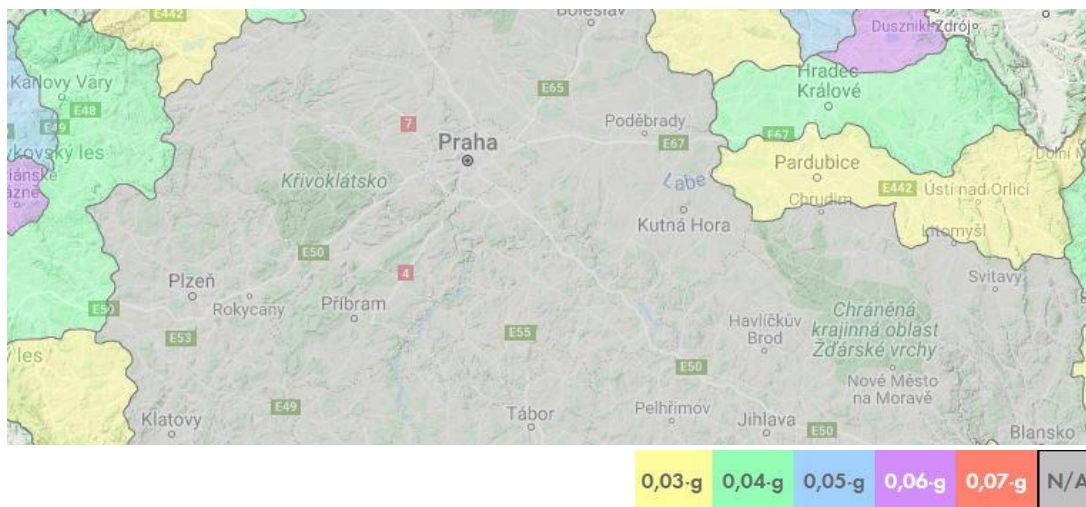 E442
Boleslav
Duszniki-Zdrój
Karlovy Vary
Hradec
Králové
E48
E65
E49
7
Poděbrady
Praha
E67
E67
Pardubice
Křivoklátsko
Labe
E442
Ústí nad Orlicí
Chrudim
Kutná Hora
Litomyšl
E50
4
Plzeň
Svitavy
Rokycany
Příbram
E50
Chráněná
krajinná oblast
Žďárské vrchy
Havlíčkův
Brod
E53
E55
E50
Nové Město
na Moravě
E49
Klatovy
Tábor
Pelhřimov
Jihlava
E50
Blansko
0,03·g 0,04·g 0,05·g 0,06·g 0,07·g N/A